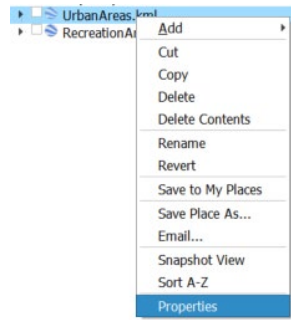 UrbanAreas.kml
RecreationAr
Add
Cut
Copy
Delete
Delete Contents
Rename
Revert
Save to My Places
Save Place As...
Email...
Snapshot View
Sort A-Z
Properties